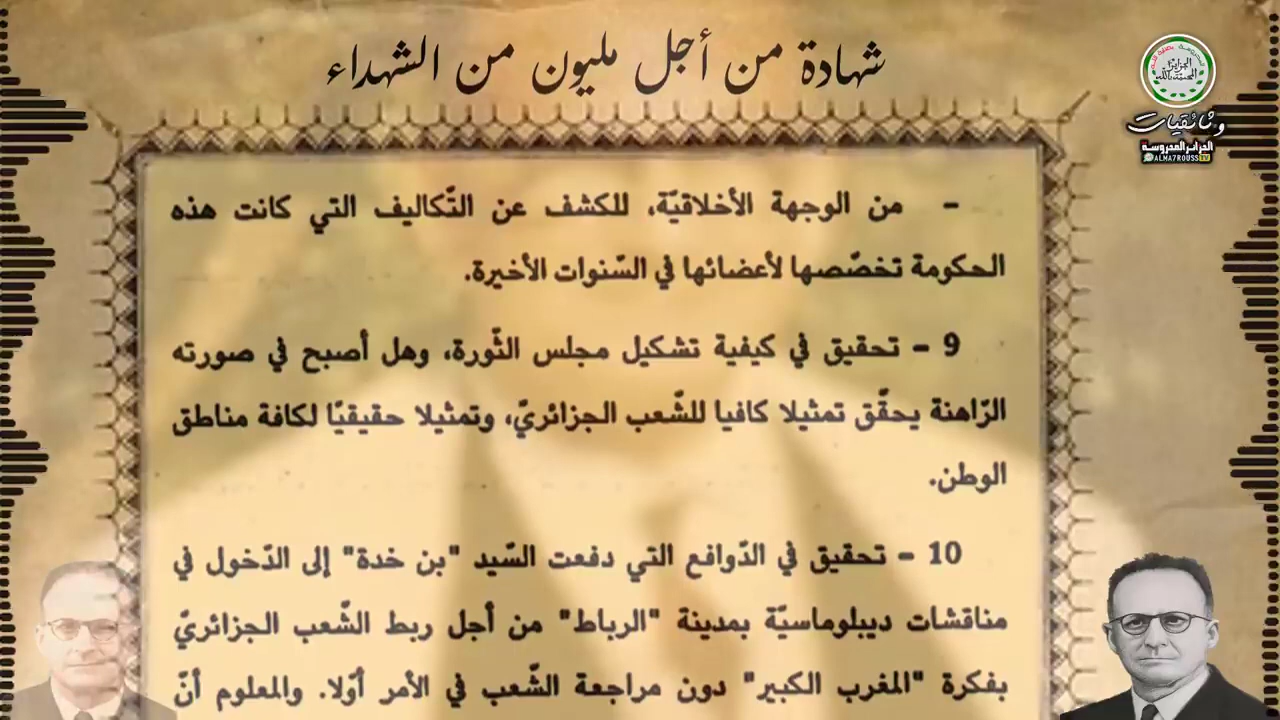 شهادة من أجل مليون من الشهداء
وثائقيات
الجزائر المحروسة
ALMA7ROUSS TV
- من الوجهة الأخلاقيّة، للكشف عن التّكاليف التي كانت هذه
الحكومة تخصّصها لأعضائها في السّنوات الأخيرة.
9 - تحقيق في كيفية تشكيل مجلس الثّورة، وهل أصبح في صورته
الرّاهنة يحقّق تمثيلا كافيا للشّعب الجزائريّ، وتمثيلا حقيقيّا لكافة مناطق
الوطن.
10 - تحقيق في الدّوافع التي دفعت السّيد "بن خدة" إلى الدّخول في
مناقشات ديبلوماسيّة بمدينة "الرباط" من أجل ربط الشّعب الجزائريّ
بفكرة "المغرب الكبير" دون مراجعة الشّعب في الأمر أوّلا. والمعلوم أنّ